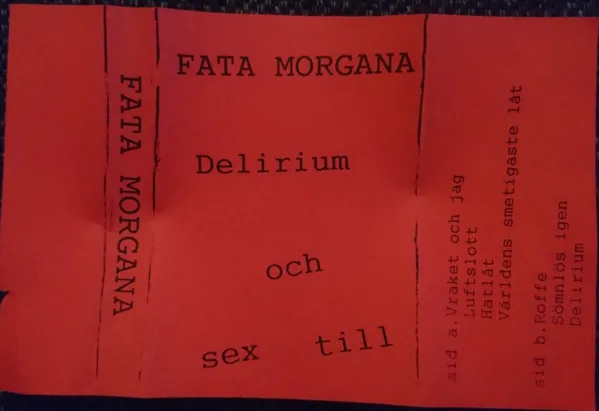 FATA MORGANA
FATA MORGANA
Delirium
och
sex till
sid a.Vraket och jag
Luftslott
Hatlåt
Världens smetigaste låt
sid b.Roffe
Sömnlös igen
Delirium